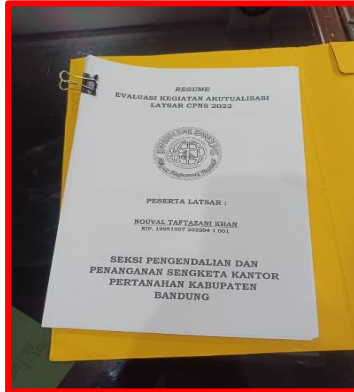 RESUME
EVALUASI KEGIATAN AKUTUALISASI
LATSAR CPNS 2022
PESERTA LATSAR :
NOUVAL TAFTAZANI KHAN
SEKSI PENGENDALIAN DAN
PENANGANAN SENGKETA KANTOR
PERTANAHAN KABUPATEN
BANDUNG